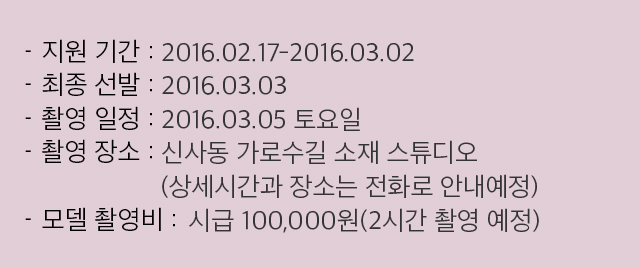 - 지원 기간 : 2016.02.17-2016.03.02
- 최종 선발 : 2016.03.03
- 촬영 일정 : 2016.03.05 토요일
- 촬영 장소 : 신사동 가로수길 소재 스튜디오
(상세시간과 장소는 전화로 안내예정)
- 모델 촬영비 : 시급 100,000원(2시간 촬영 예정)